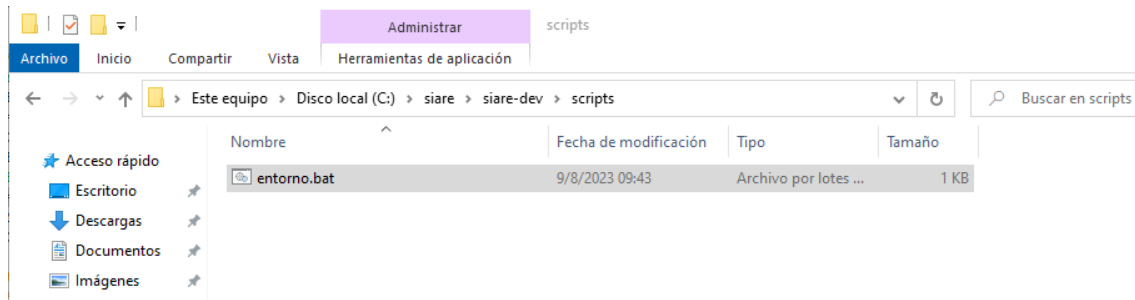 Administrar scripts
Archivo Inicio Compartir Vista Herramientas de aplicación
Este equipo > Disco local (C:) > siare > siare-dev > scripts Buscar en scripts
Nombre Fecha de modificación Tipo Tamaño
Acceso rápido
entorno.bat 9/8/2023 09:43 Archivo por lotes ... 1 KB
Escritorio
Descargas
Documentos
Imágenes